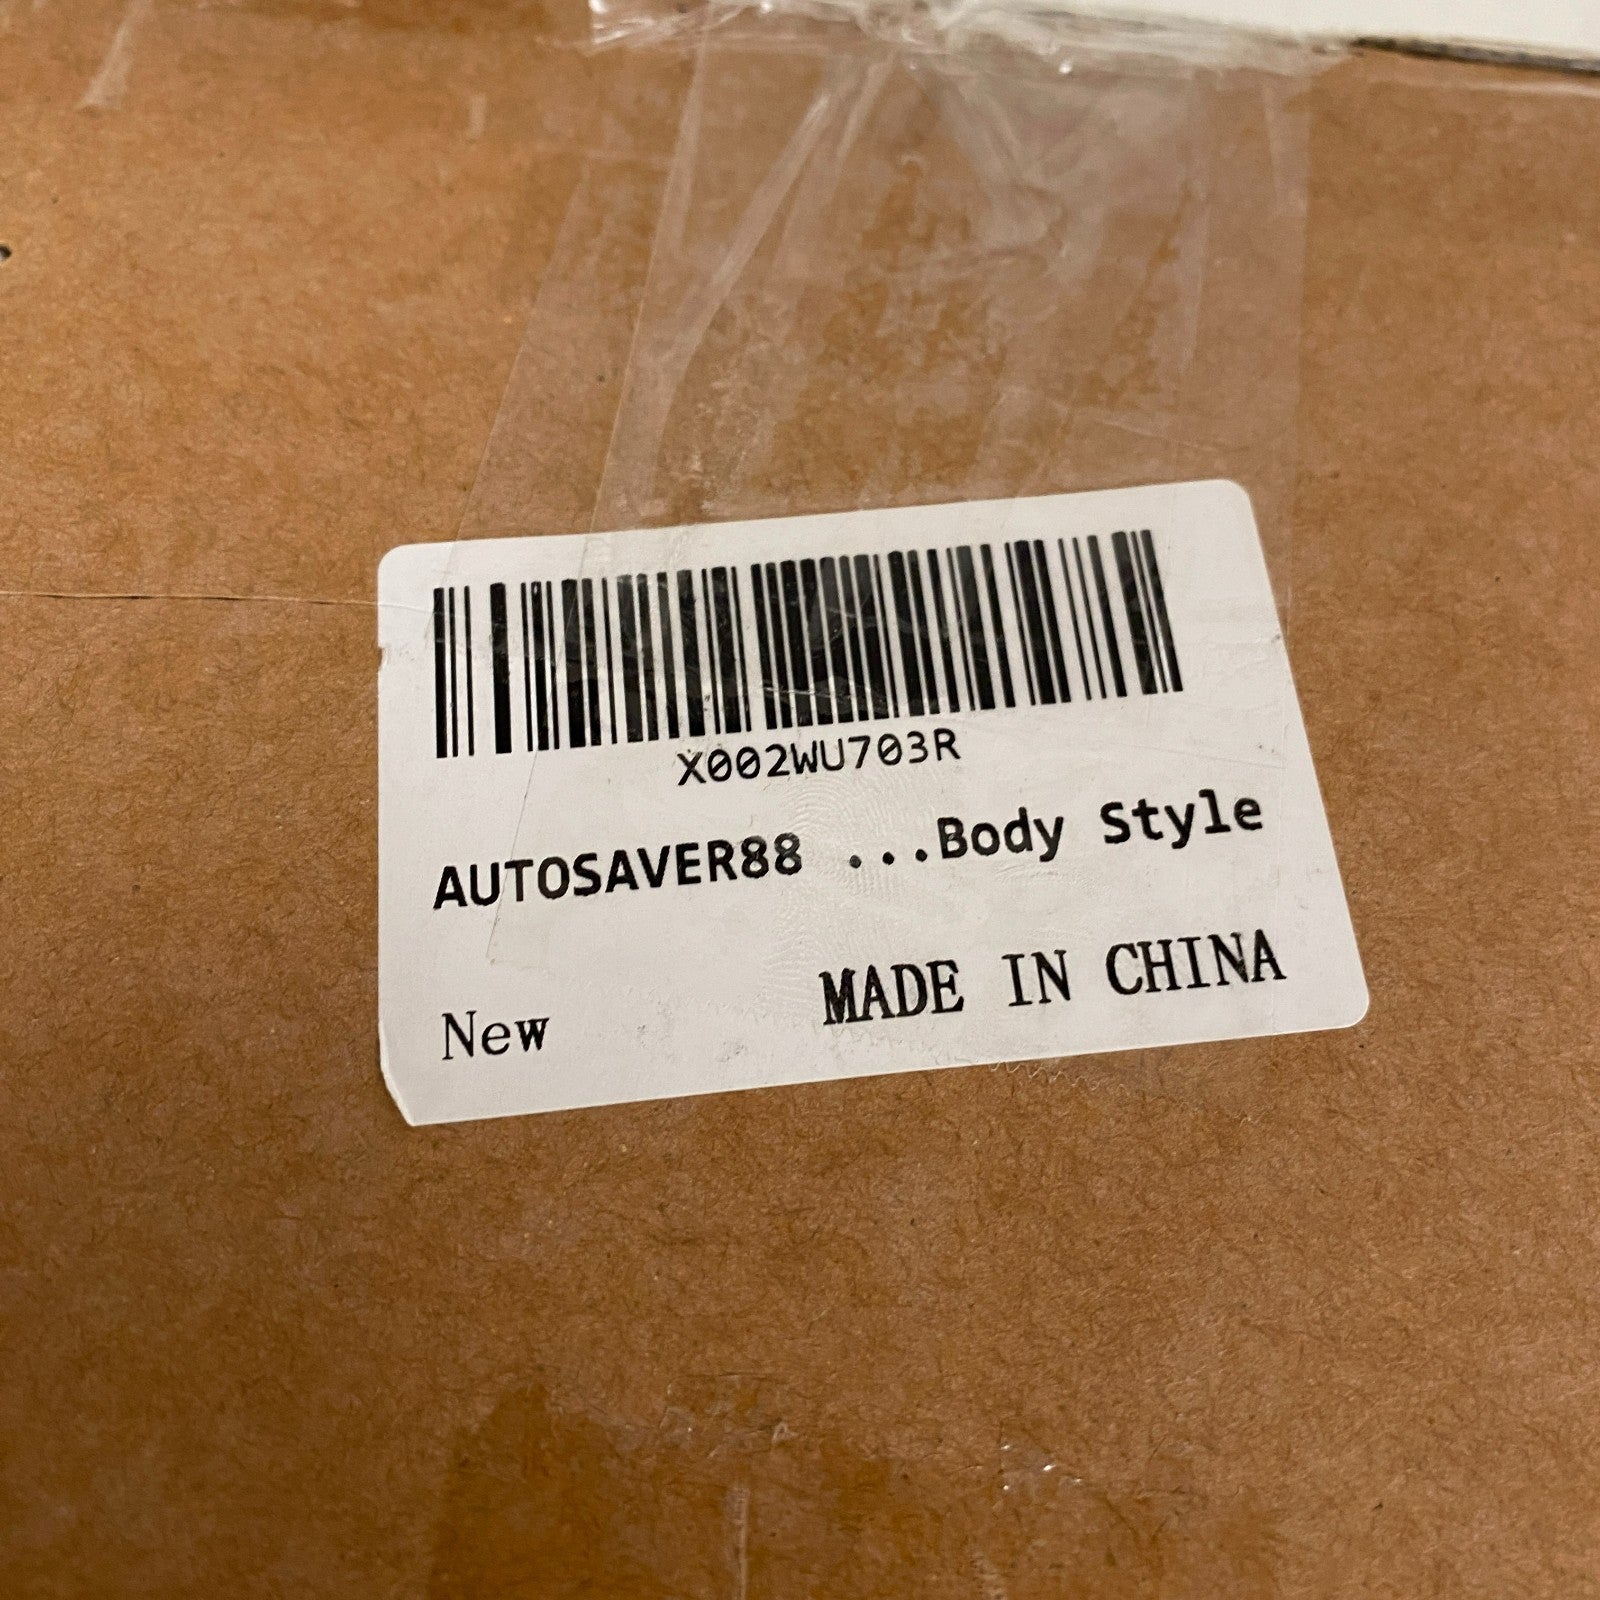 X002WU703R
AUTOSAVER88 ...Body Style
New MADE IN CHINA